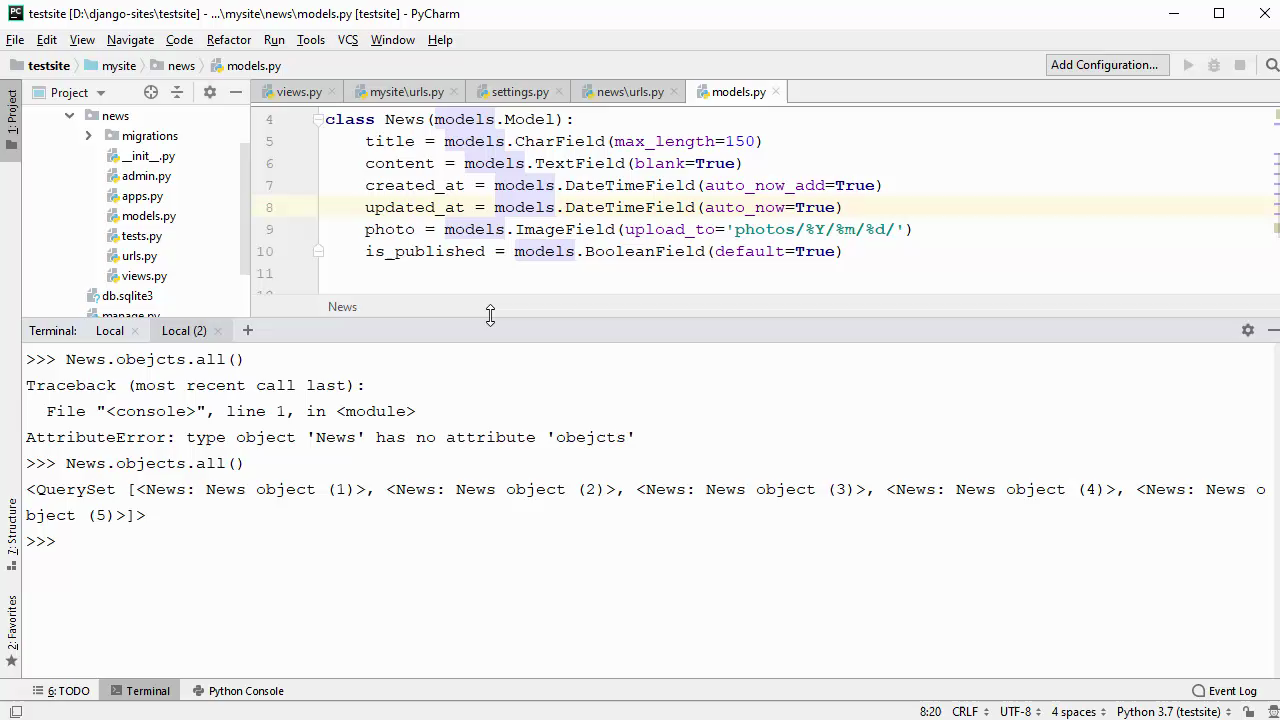 testsite [D:\django-sites\testsite] - ...\mysite\news\models.py [testsite] - PyCharm
File Edit View Navigate Code Refactor Run Tools VCS Window Help
testsite mysite news models.py Add Configuration...
Project views.py mysite\urls.py settings.py news\urls.py models.py
1: Project
news
migrations
__init__.py
admin.py
apps.py
models.py
tests.py
urls.py
views.py
db.sqlite3
manage.py
4 class News(models.Model):
5 title = models.CharField(max_length=150)
6 content = models.TextField(blank=True)
7 created_at = models.DateTimeField(auto_now_add=True)
8 updated_at = models.DateTimeField(auto_now=True)
9 photo = models.ImageField(upload_to='photos/%Y/%m/%d/')
10 is_published = models.BooleanField(default=True)
11
News
Terminal: Local Local (2) +
>>> News.obejcts.all()
Traceback (most recent call last):
File "<console>", line 1, in <module>
AttributeError: type object 'News' has no attribute 'obejcts'
>>> News.objects.all()
<QuerySet [<News: News object (1)>, <News: News object (2)>, <News: News object (3)>, <News: News object (4)>, <News: News o
bject (5)>]>
>>>
7: Structure
2: Favorites
6: TODO Terminal Python Console Event Log
8:20 CRLF UTF-8 4 spaces Python 3.7 (testsite)